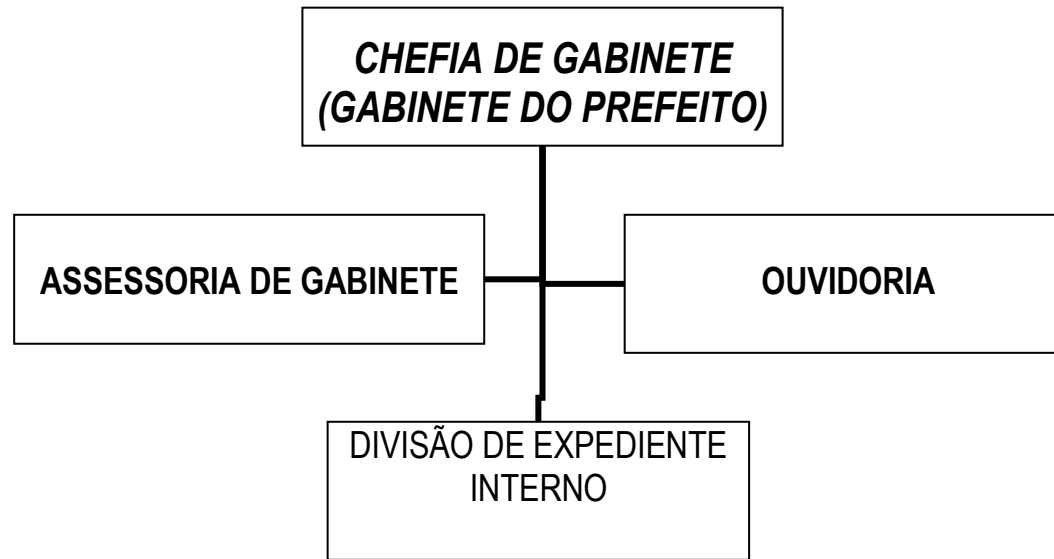 CHEFIA DE GABINETE
(GABINETE DO PREFEITO)
ASSESSORIA DE GABINETE
OUVIDORIA
DIVISÃO DE EXPEDIENTE
INTERNO